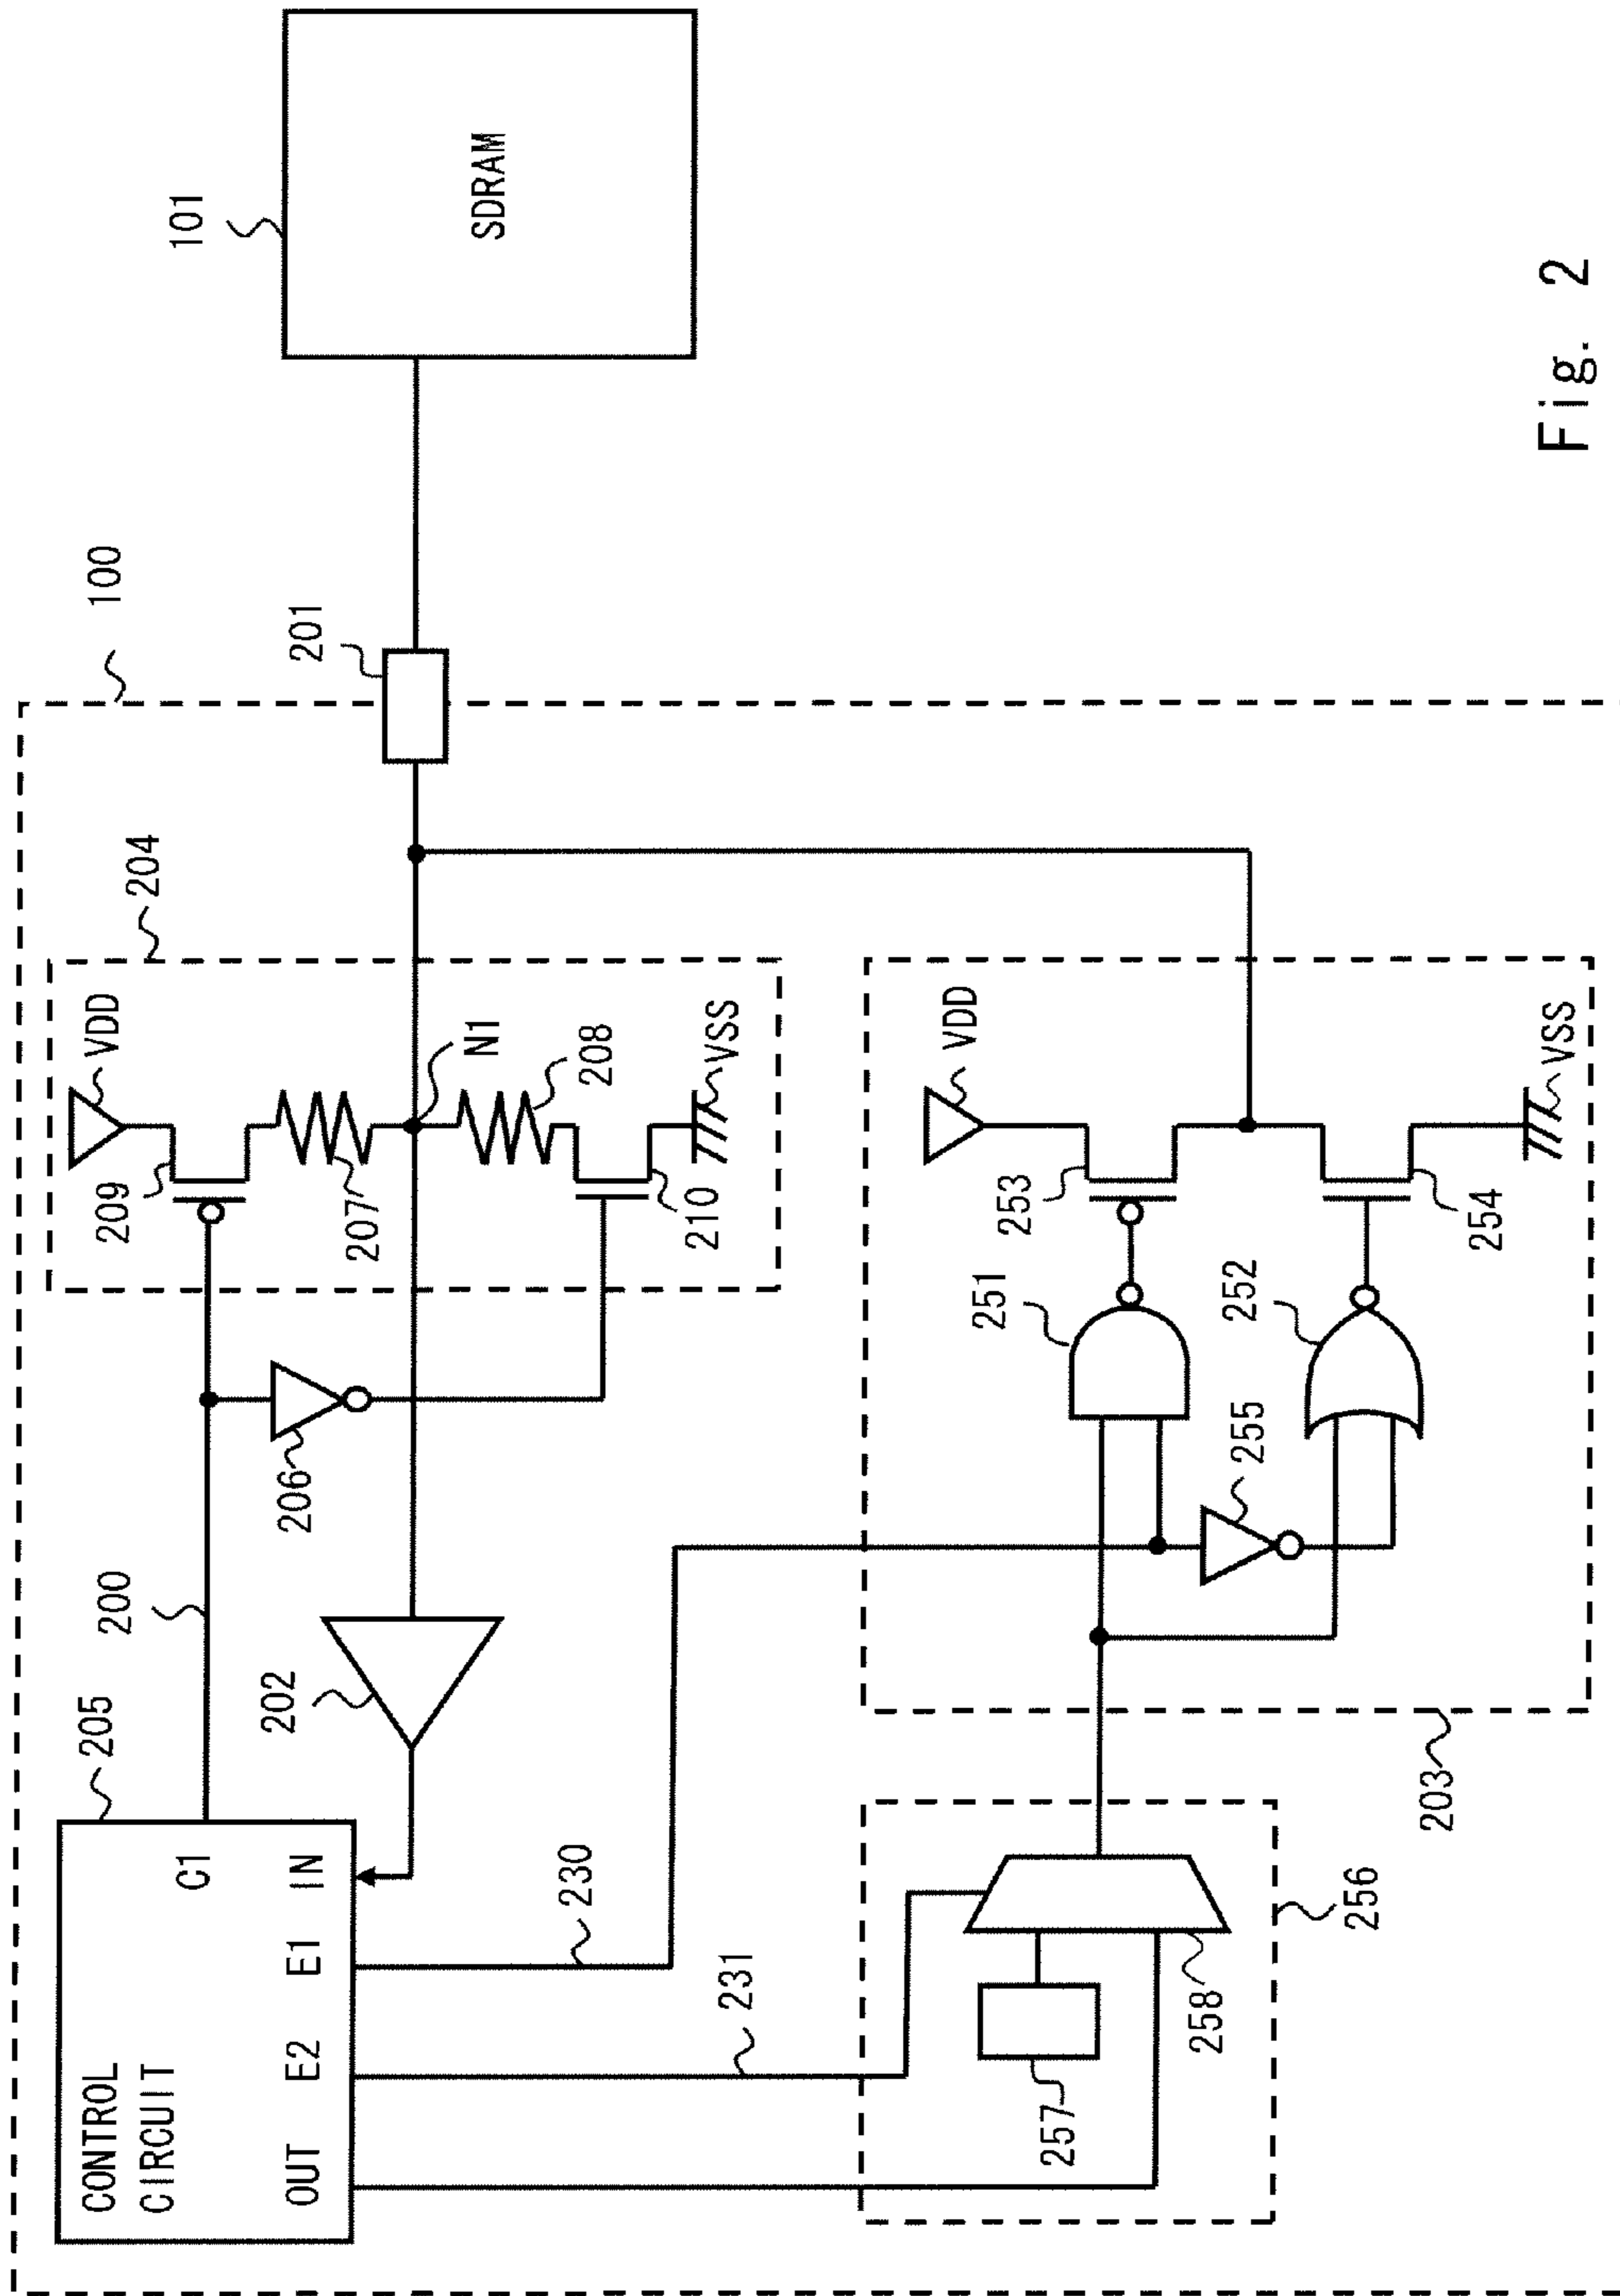 CONTROL
CIRCUIT
205
C1
IN
E1
E2
OUT
200
206
202
204
209
VDD
207
N1
208
210
VSS
100
201
101
SDRAM
230
231
256
257
258
203
251
252
253
254
255
VDD
VSS
Fig. 2